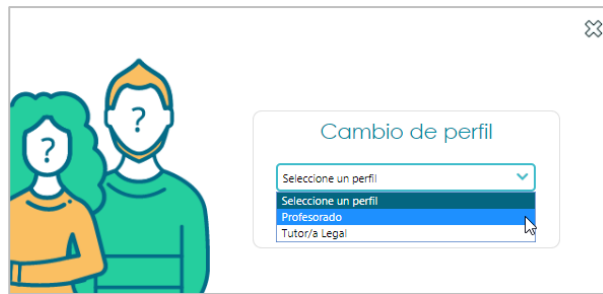 ?
?
Cambio de perfil
Seleccione un perfil
Seleccione un perfil
Profesorado
Tutor/a Legal